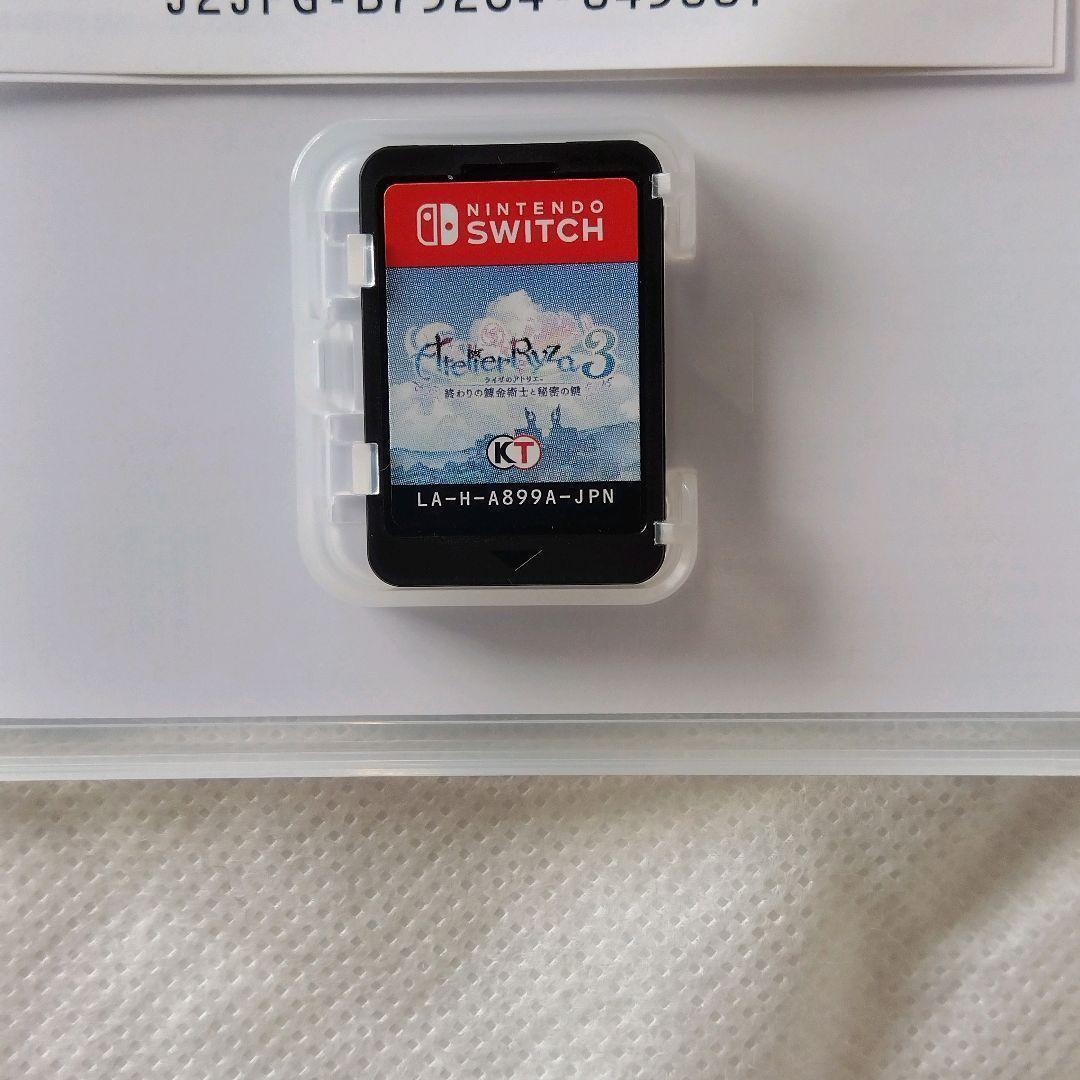 NINTENDO
SWITCH
Atelier Ryza 3
ライザのアトリエ
終わりの錬金術士と秘密の鍵
KT
LA-H-A899A-JPN